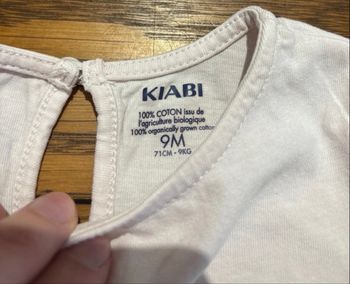 KIABI
100% COTON issu de
l'agriculture biologique
100% organically grown cotton
9M
71CM - 9KG